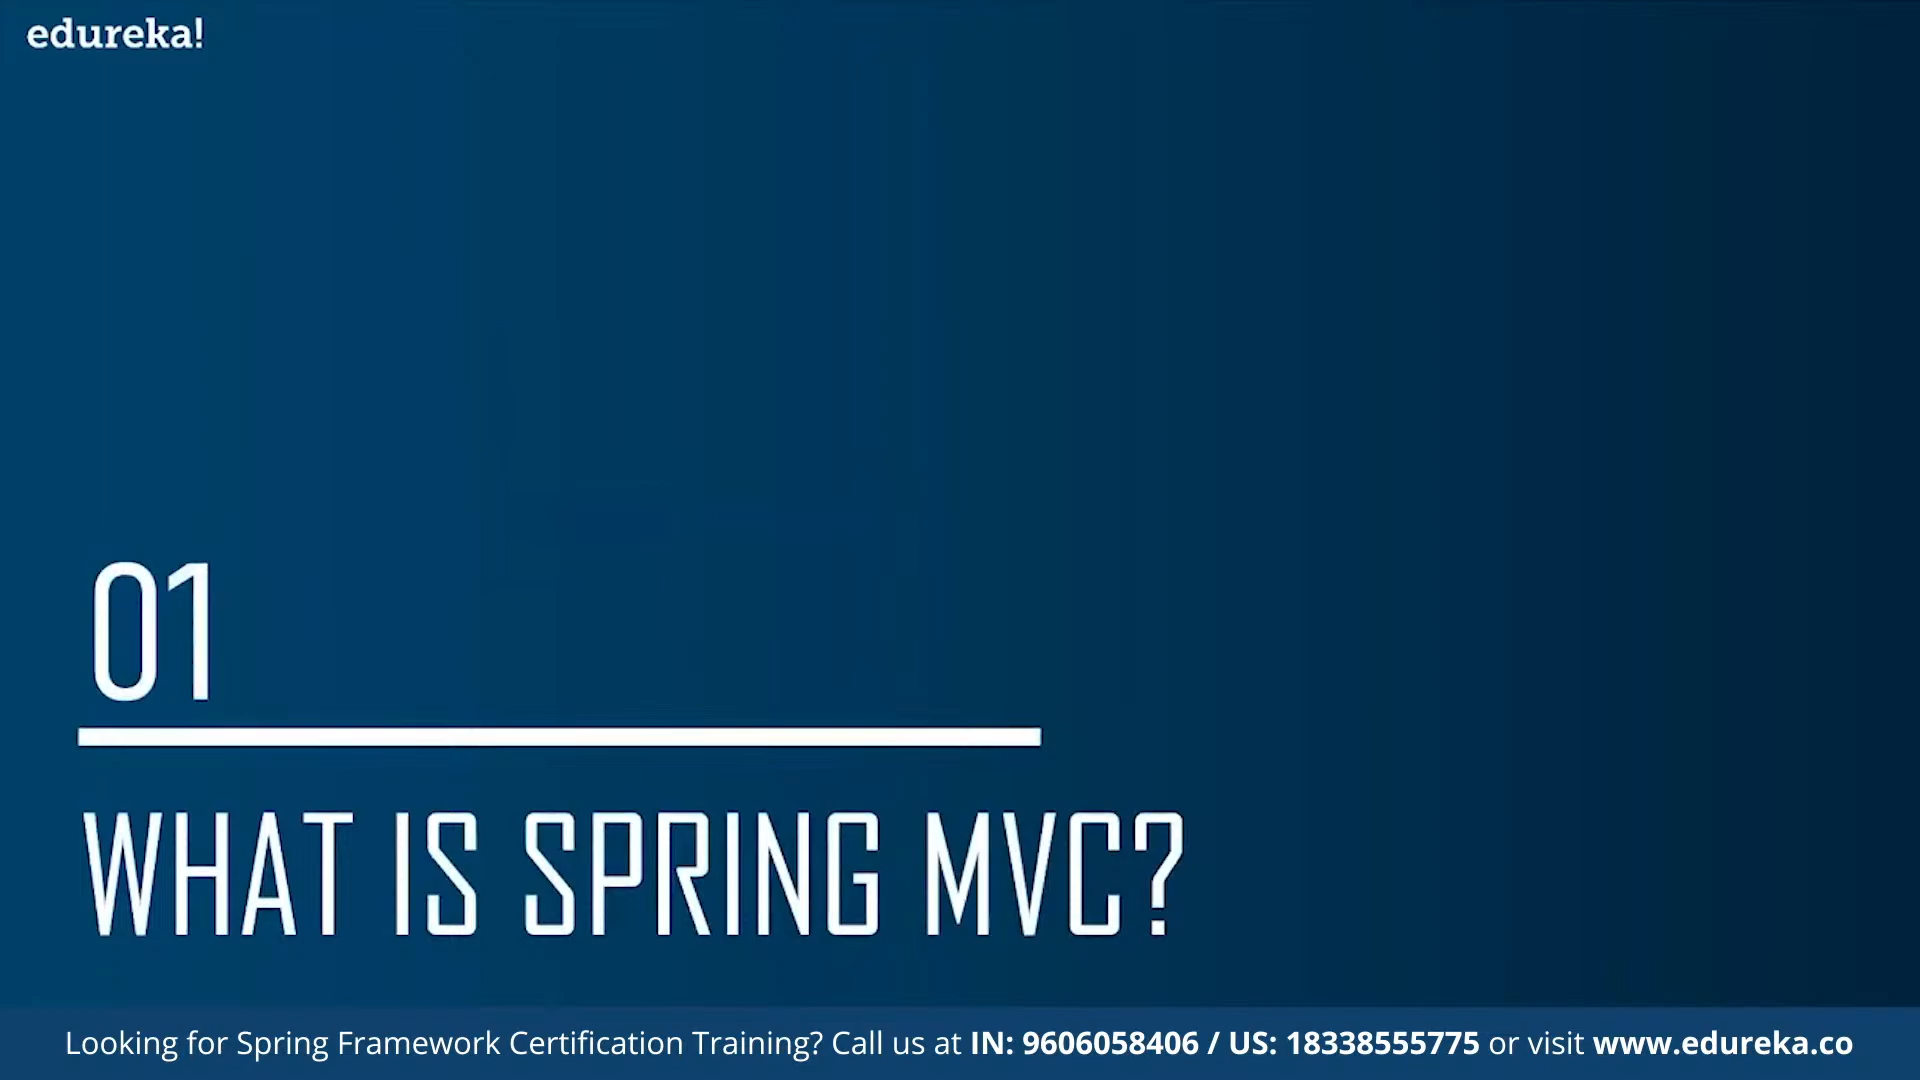 edureka!
01
WHAT IS SPRING MVC?
Looking for Spring Framework Certification Training? Call us at IN: 9606058406 / US: 18338555775 or visit www.edureka.co